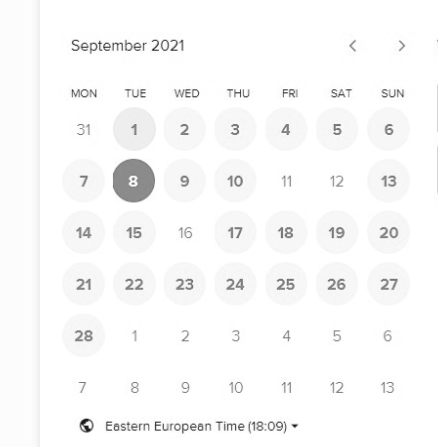 September 2021
MON TUE WED THU FRI SAT SUN
31 1 2 3 4 5 6
7 8 9 10 11 12 13
14 15 16 17 18 19 20
21 22 23 24 25 26 27
28 1 2 3 4 5 6
7 8 9 10 11 12 13
Eastern European Time (18:09)